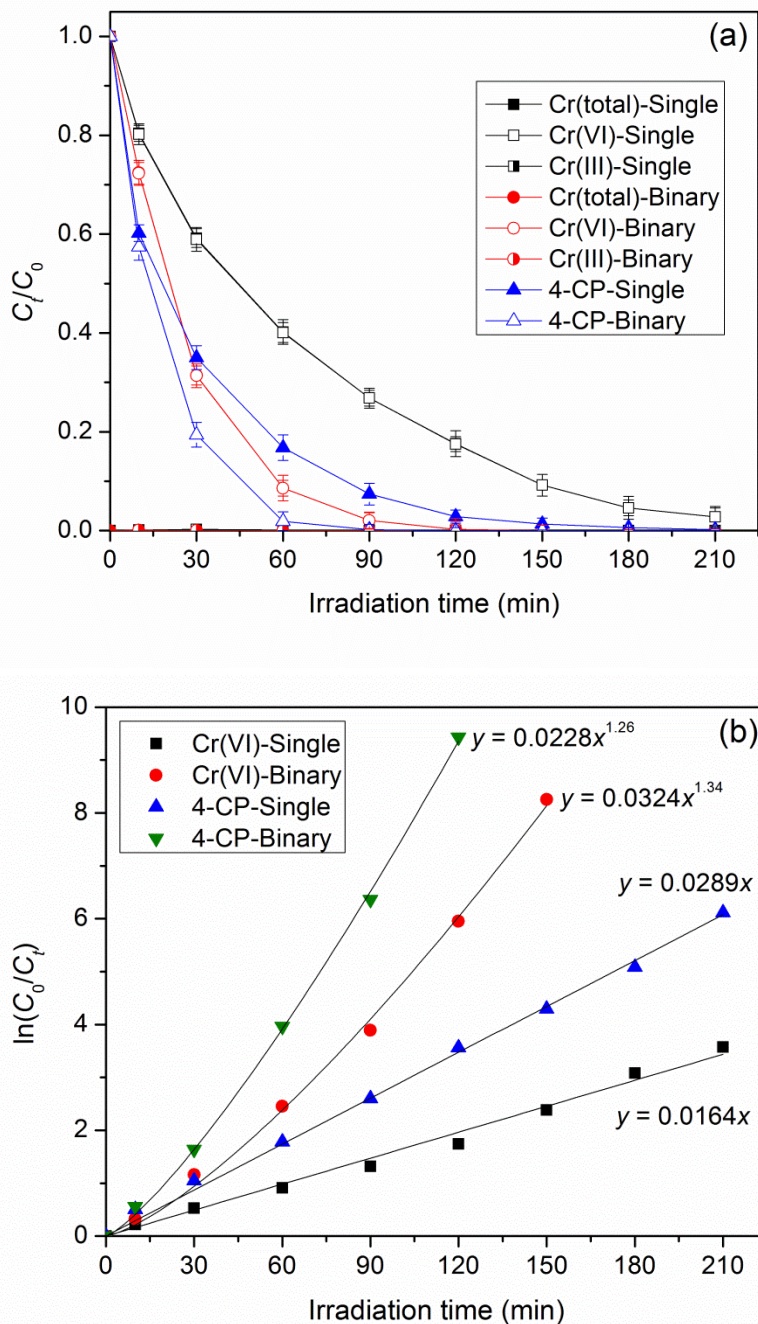 (a)
1.0
0.8
0.6
0.4
0.2
0.0
Cₜ/C₀
Cr(total)-Single
Cr(VI)-Single
Cr(III)-Single
Cr(total)-Binary
Cr(VI)-Binary
Cr(III)-Binary
4-CP-Single
4-CP-Binary
0 30 60 90 120 150 180 210
Irradiation time (min)
(b)
10
8
6
4
2
0
ln(C₀/Cₜ)
Cr(VI)-Single
Cr(VI)-Binary
4-CP-Single
4-CP-Binary
y = 0.0228x^1.26
y = 0.0324x^1.34
y = 0.0289x
y = 0.0164x
0 30 60 90 120 150 180 210
Irradiation time (min)